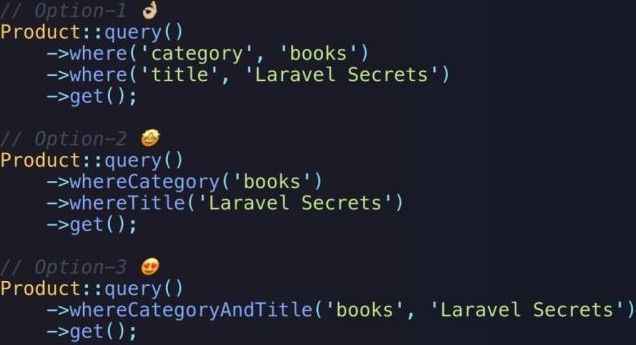 // Option-1 👌🏼
Product::query()
    ->where('category', 'books')
    ->where('title', 'Laravel Secrets')
    ->get();

// Option-2 🤩
Product::query()
    ->whereCategory('books')
    ->whereTitle('Laravel Secrets')
    ->get();

// Option-3 😍
Product::query()
    ->whereCategoryAndTitle('books', 'Laravel Secrets')
    ->get();